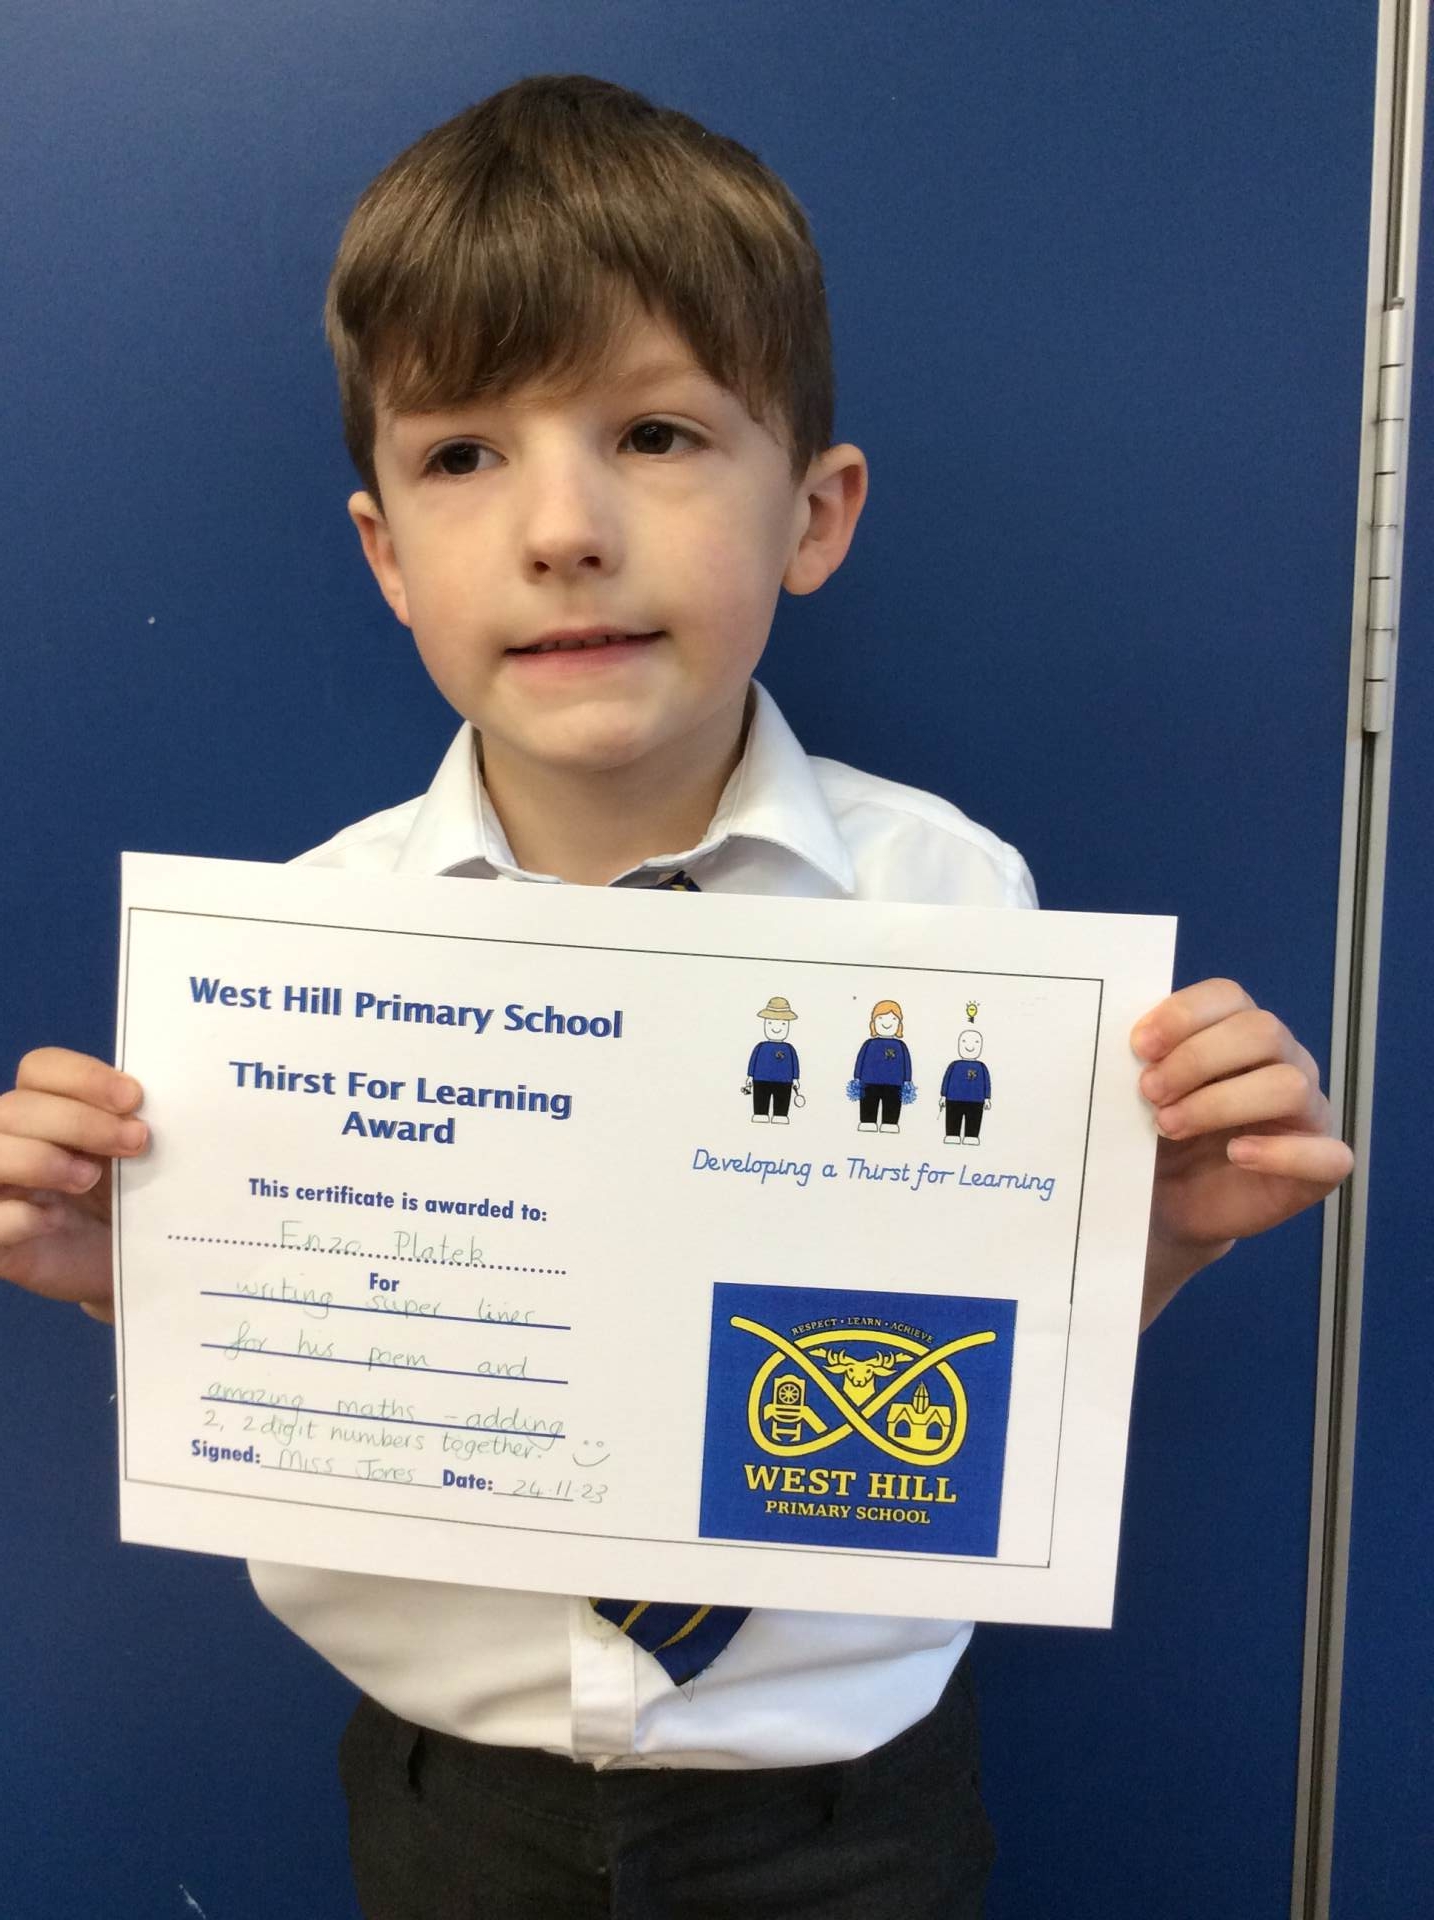 West Hill Primary School
Thirst For Learning
Award
This certificate is awarded to:
Enzo Platek
For
writing super lines
for his poem and
amazing maths - adding
2, 2 digit numbers together.
Signed: Miss Jones Date: 24.11.23
Developing a Thirst for Learning
RESPECT • LEARN • ACHIEVE
WEST HILL
PRIMARY SCHOOL